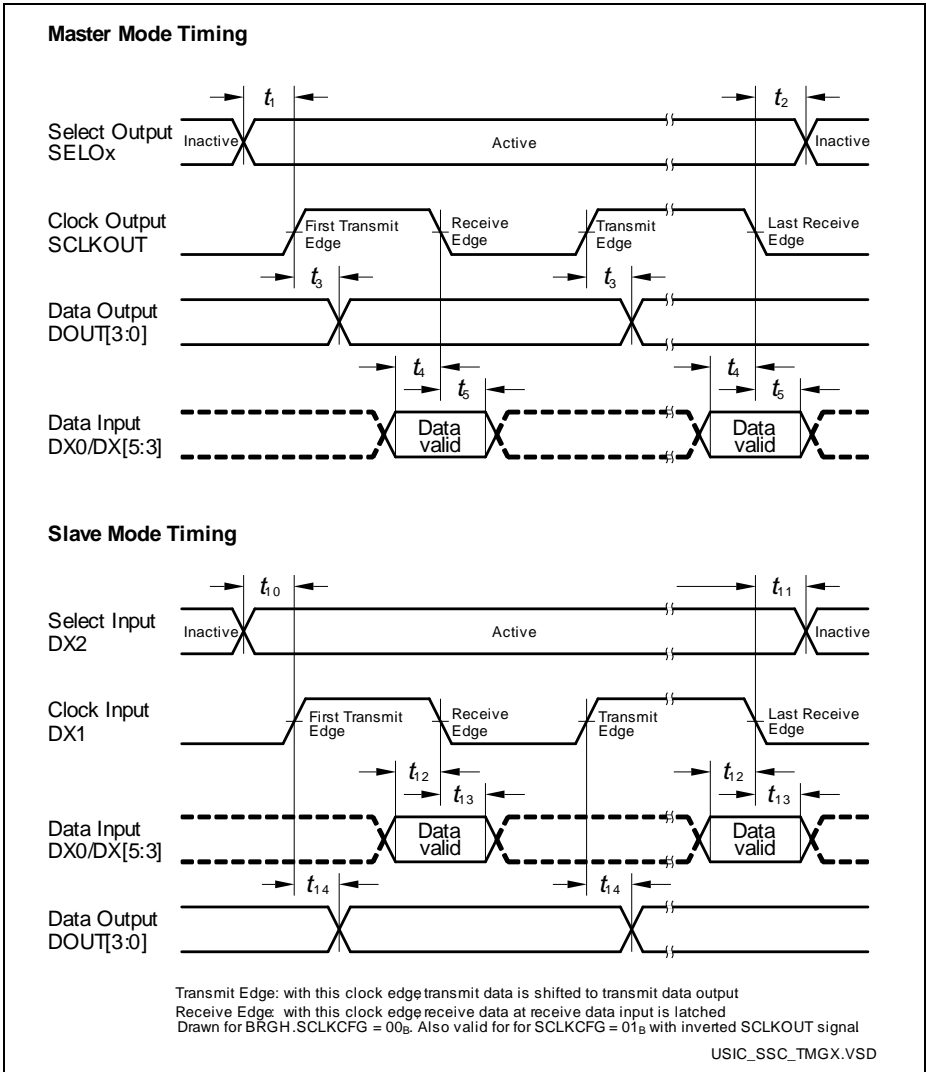 Master Mode Timing
t1
t2
Select Output
SELOx
Inactive
Active
Inactive
Clock Output
SCLKOUT
First Transmit
Edge
Receive
Edge
Transmit
Edge
Last Receive
Edge
t3
t3
Data Output
DOUT[3:0]
t4
t5
t4
t5
Data Input
DX0/DX[5:3]
Data
valid
Data
valid
Slave Mode Timing
t10
t11
Select Input
DX2
Inactive
Active
Inactive
Clock Input
DX1
First Transmit
Edge
Receive
Edge
Transmit
Edge
Last Receive
Edge
t12
t13
t12
t13
Data Input
DX0/DX[5:3]
Data
valid
Data
valid
t14
t14
Data Output
DOUT[3:0]
Transmit Edge: with this clock edge, transmit data is shifted to transmit data output
Receive Edge: with this clock edge, receive data at receive data input is latched
Drawn for BRGH.SCLKCFG = 00B. Also valid for for SCLKCFG = 01B with inverted SCLKOUT signal.
USIC_SSC_TMGX.VSD